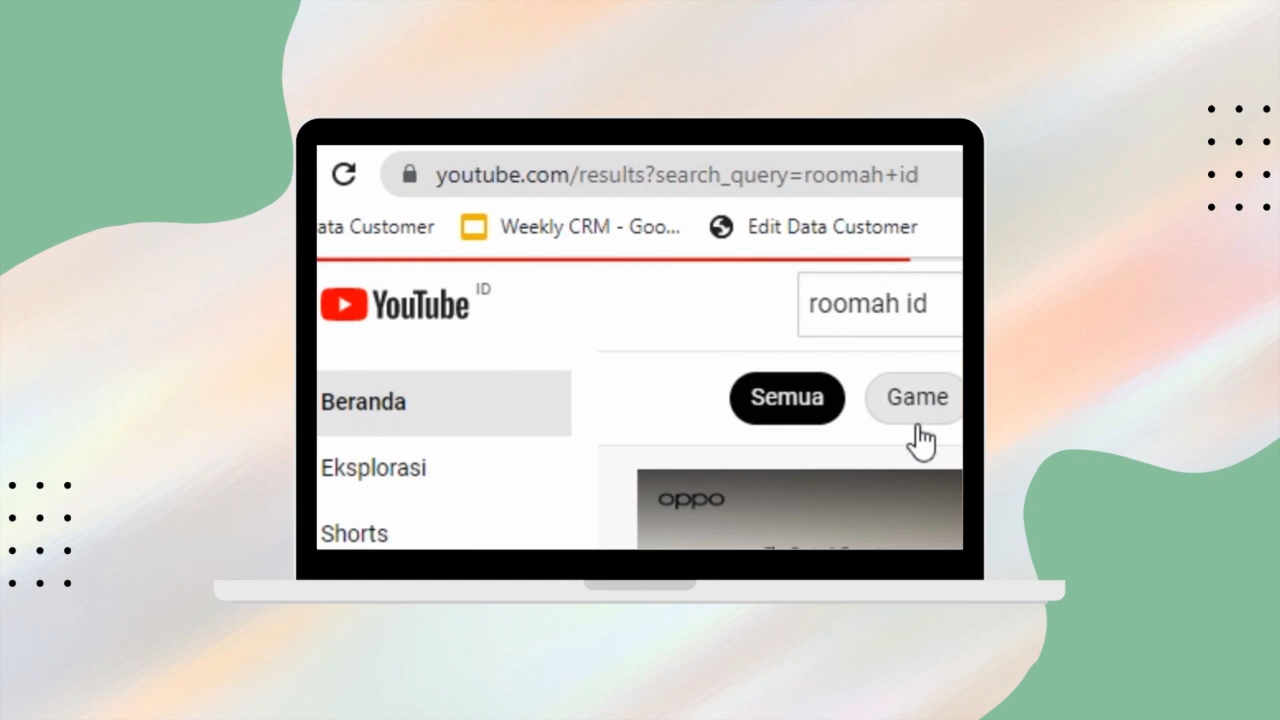 youtube.com/results?search_query=roomah+id
ata Customer
Weekly CRM - Goo...
Edit Data Customer
YouTube ID
roomah id
Semua
Game
Beranda
Eksplorasi
Shorts
oppo